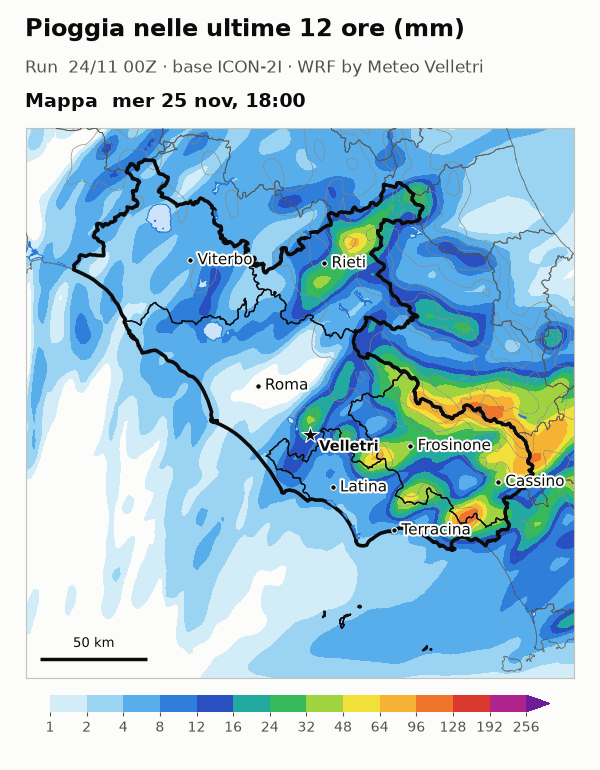 Pioggia nelle ultime 12 ore (mm)
Run  24/11 00Z · base ICON-2I · WRF by Meteo Velletri
Mappa  mer 25 nov, 18:00
Viterbo
Rieti
Roma
Velletri
Frosinone
Latina
Cassino
Terracina
50 km
1 2 4 8 12 16 24 32 48 64 96 128 192 256